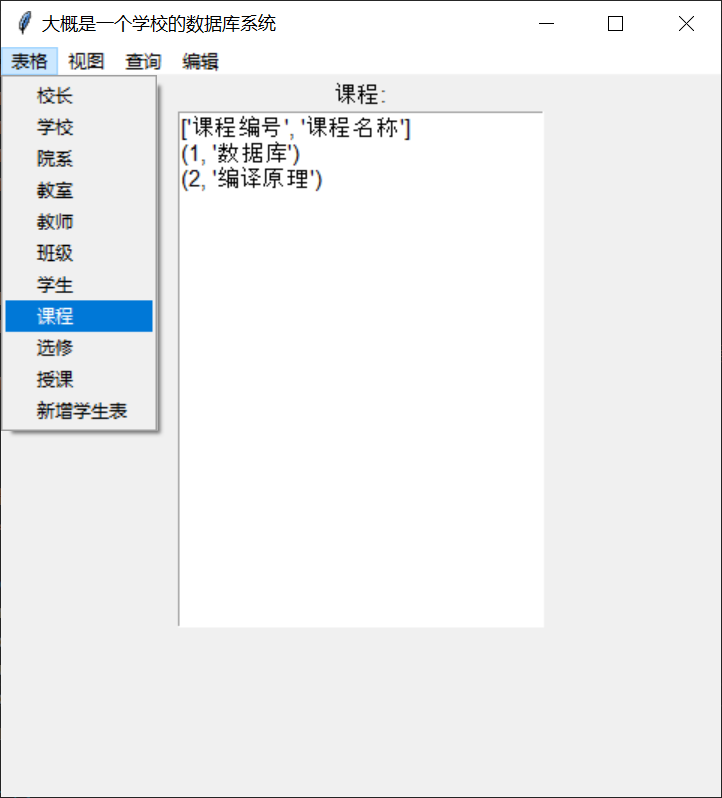 大概是一个学校的数据库系统
表格 视图 查询 编辑
校长
学校
院系
教室
教师
班级
学生
课程
选修
授课
新增学生表
课程:
['课程编号', '课程名称']
(1, '数据库')
(2, '编译原理')